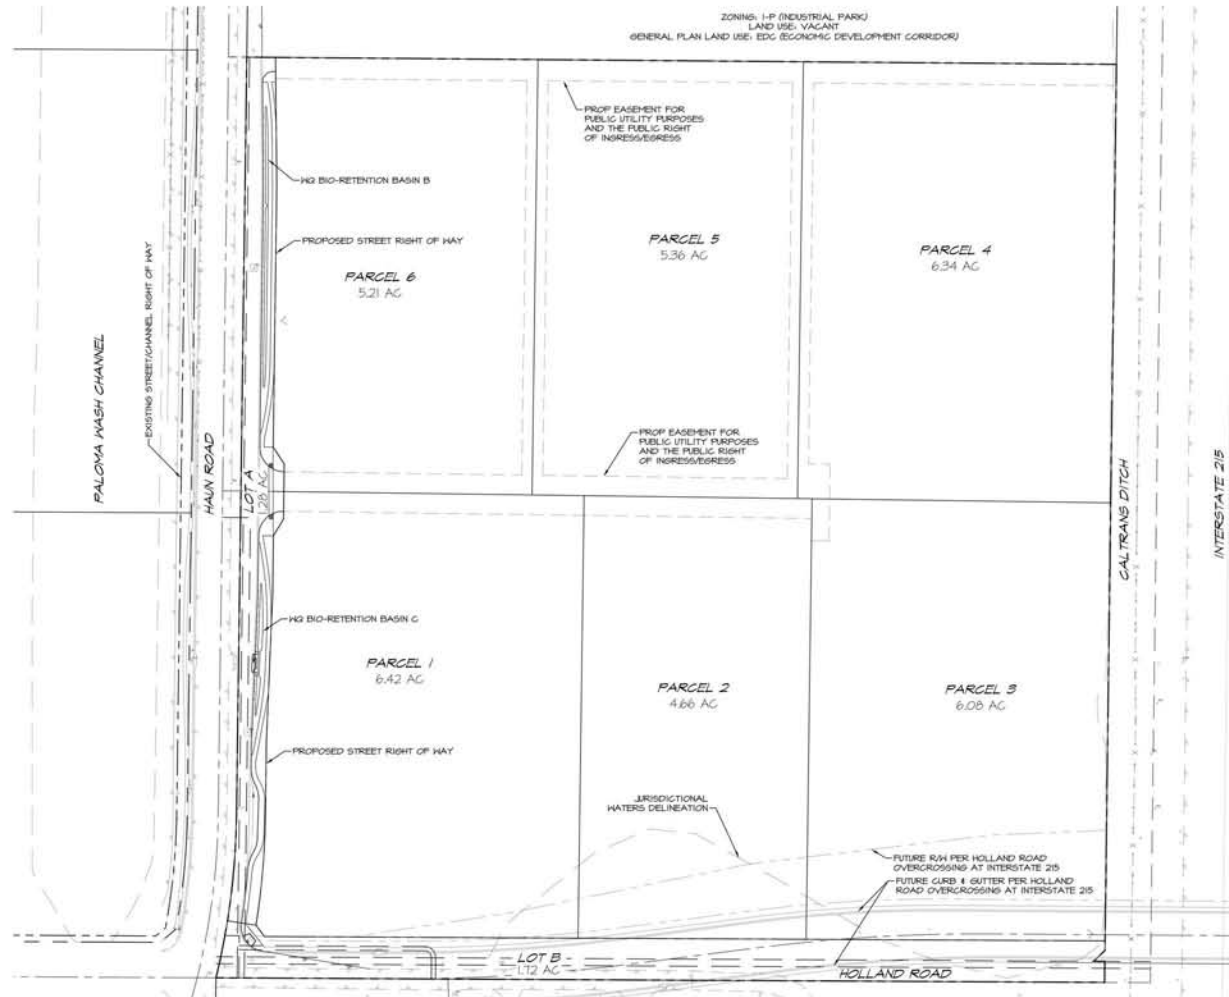 ZONING: I-P (INDUSTRIAL PARK)
LAND USE: VACANT
GENERAL PLAN LAND USE: EDC (ECONOMIC DEVELOPMENT CORRIDOR)
PROP EASEMENT FOR
PUBLIC UTILITY PURPOSES
AND THE PUBLIC RIGHT
OF INGRESS/EGRESS
WQ BIO-RETENTION BASIN B
PROPOSED STREET RIGHT OF WAY
PARCEL 6
5.21 AC
PARCEL 5
5.36 AC
PARCEL 4
6.34 AC
EXISTING STREET/CHANNEL RIGHT OF WAY
PALOMA WASH CHANNEL
HAUN ROAD
LOT A
1.28 AC
PROP EASEMENT FOR
PUBLIC UTILITY PURPOSES
AND THE PUBLIC RIGHT
OF INGRESS/EGRESS
CALTRANS DITCH
INTERSTATE 215
WQ BIO-RETENTION BASIN C
PARCEL 1
6.42 AC
PARCEL 2
4.66 AC
PARCEL 3
6.08 AC
PROPOSED STREET RIGHT OF WAY
JURISDICTIONAL
WATERS DELINEATION
FUTURE R/W PER HOLLAND ROAD
OVERCROSSING AT INTERSTATE 215
FUTURE CURB & GUTTER PER HOLLAND
ROAD OVERCROSSING AT INTERSTATE 215
LOT B
1.72 AC
HOLLAND ROAD